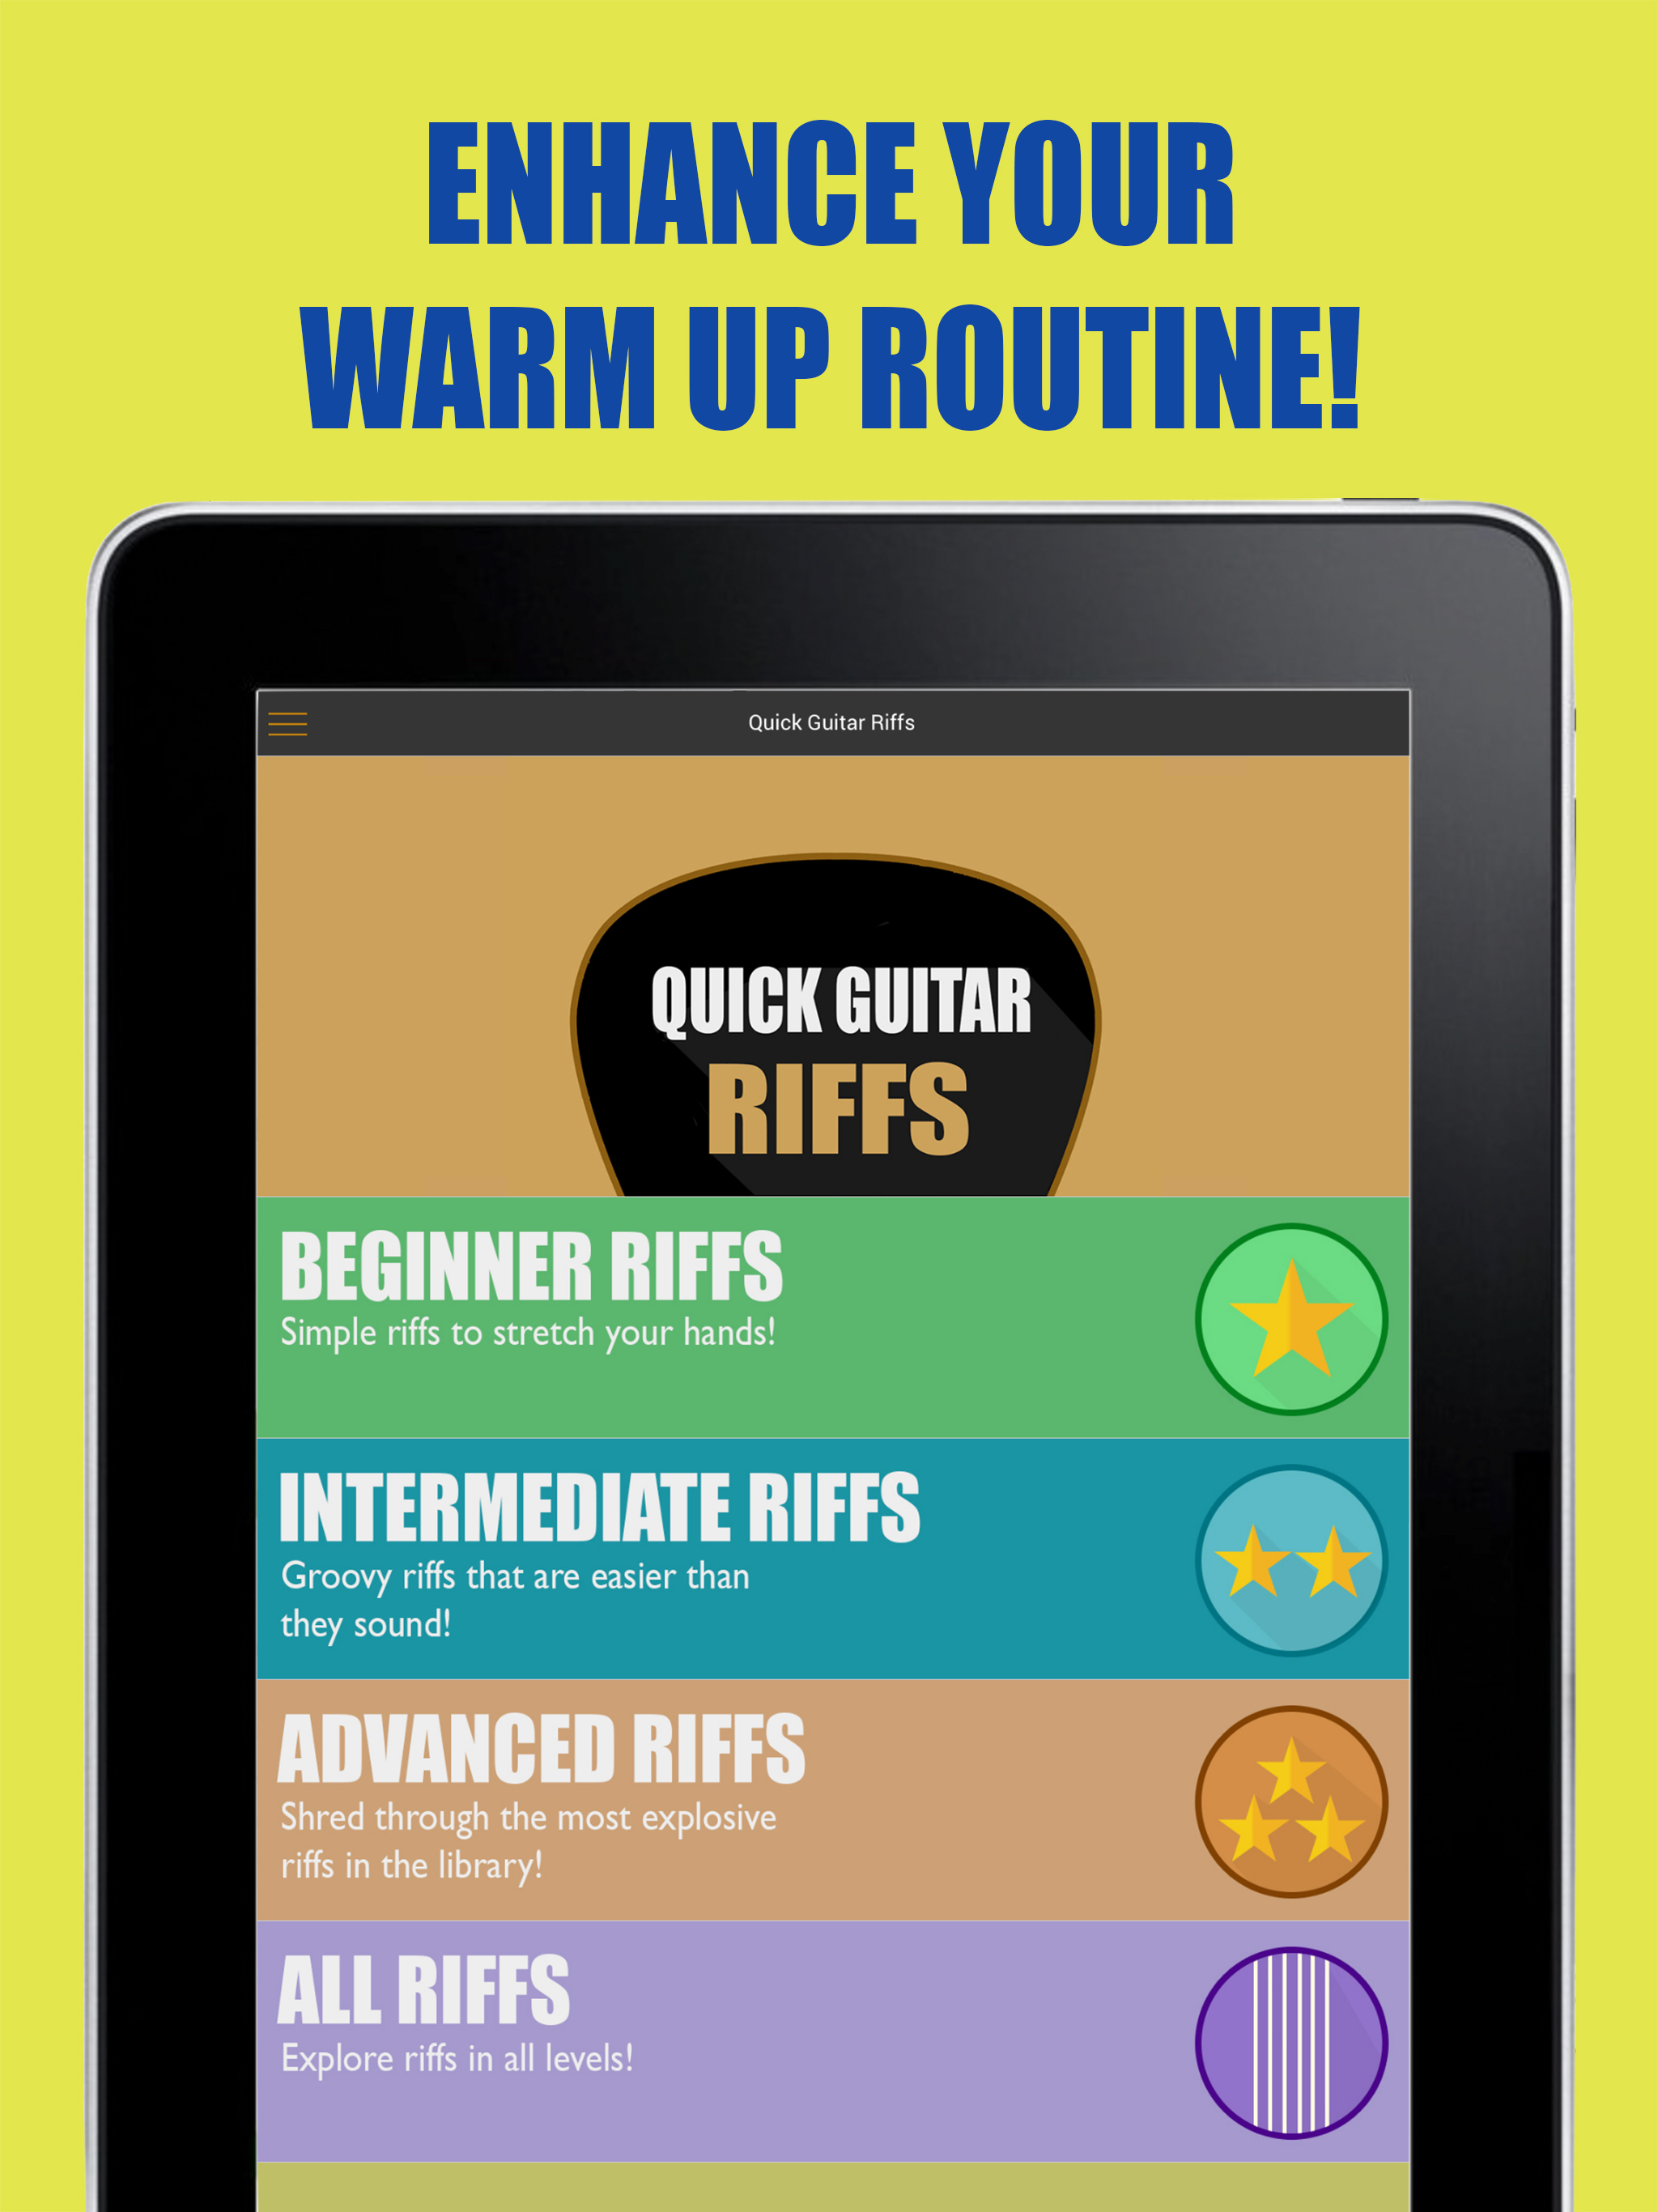 ENHANCE YOUR
WARM UP ROUTINE!
Quick Guitar Riffs
QUICK GUITAR
RIFFS
BEGINNER RIFFS
Simple riffs to stretch your hands!
INTERMEDIATE RIFFS
Groovy riffs that are easier than
they sound!
ADVANCED RIFFS
Shred through the most explosive
riffs in the library!
ALL RIFFS
Explore riffs in all levels!